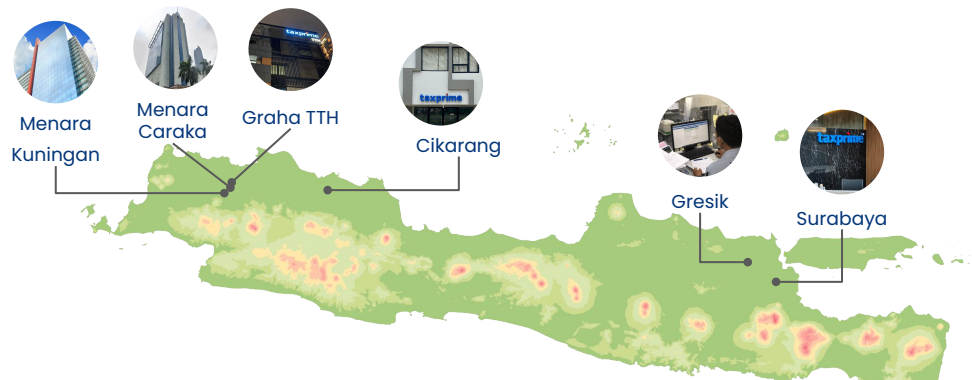 Menara
Kuningan
Menara
Caraka
taxprime
Graha TTH
taxprime
Cikarang
Gresik
taxprime
Surabaya